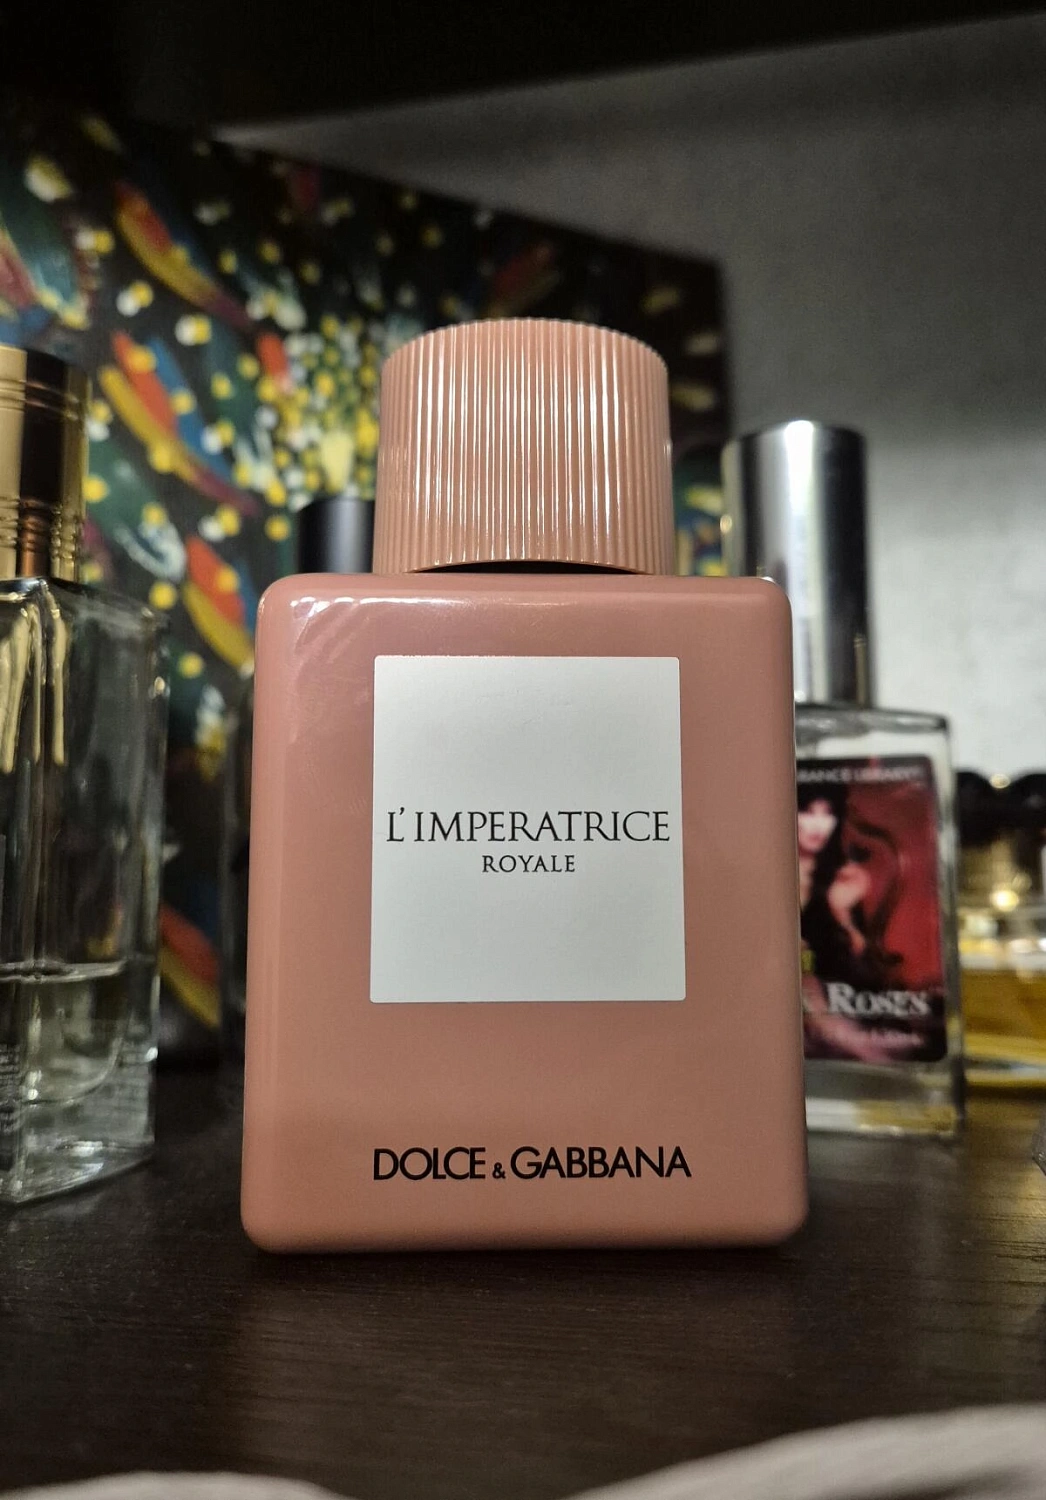 L'IMPERATRICE
ROYALE
DOLCE & GABBANA
ROSES